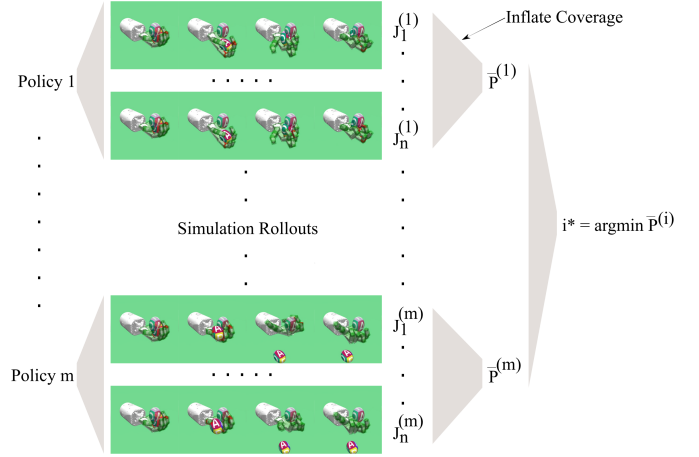 Inflate Coverage
J₁⁽¹⁾
Policy 1
P̅⁽¹⁾
Jₙ⁽¹⁾
Simulation Rollouts
i* = argmin P̅⁽ⁱ⁾
J₁⁽ᵐ⁾
Policy m
P̅⁽ᵐ⁾
Jₙ⁽ᵐ⁾